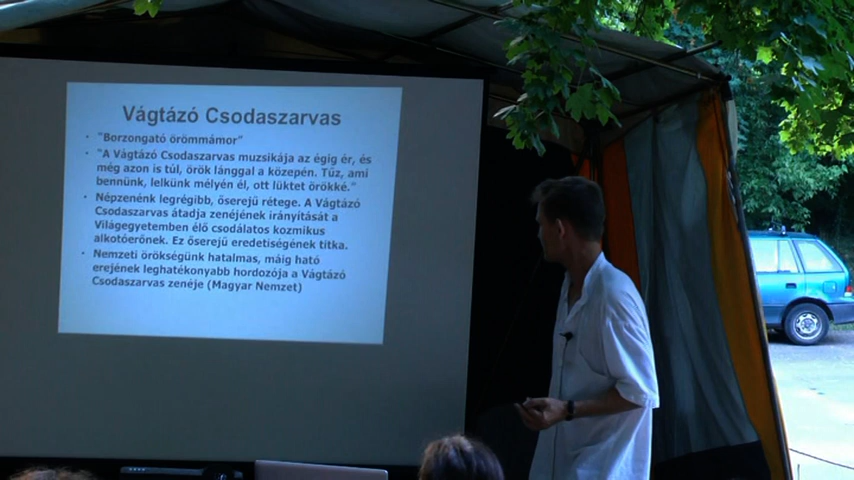 Vágtázó Csodaszarvas
• "Borzongató örömmámor"
• "A Vágtázó Csodaszarvas muzsikája az égig ér, és
még azon is túl, örök lánggal a közepén. Tűz, ami
bennünk, lelkünk mélyén él, ott lüktet örökké."
• Népzenénk legrégibb, őserejű rétege. A Vágtázó
Csodaszarvas átadja zenéjének irányítását a
Világegyetemben élő csodálatos kozmikus
alkotóerőnek. Ez őserejű eredetiségének titka.
• Nemzeti örökségünk hatalmas, máig ható
erejének leghatékonyabb hordozója a Vágtázó
Csodaszarvas zenéje (Magyar Nemzet)